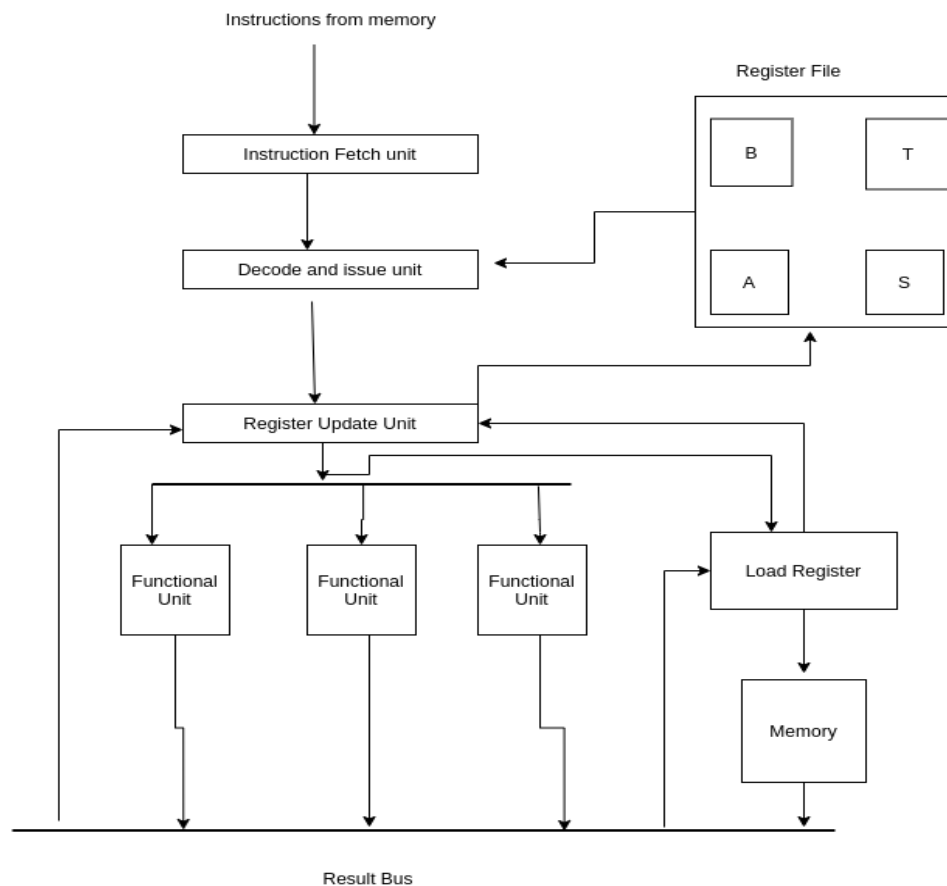 Instructions from memory
Register File
Instruction Fetch unit
B
T
Decode and issue unit
A
S
Register Update Unit
Functional
Unit
Functional
Unit
Functional
Unit
Load Register
Memory
Result Bus